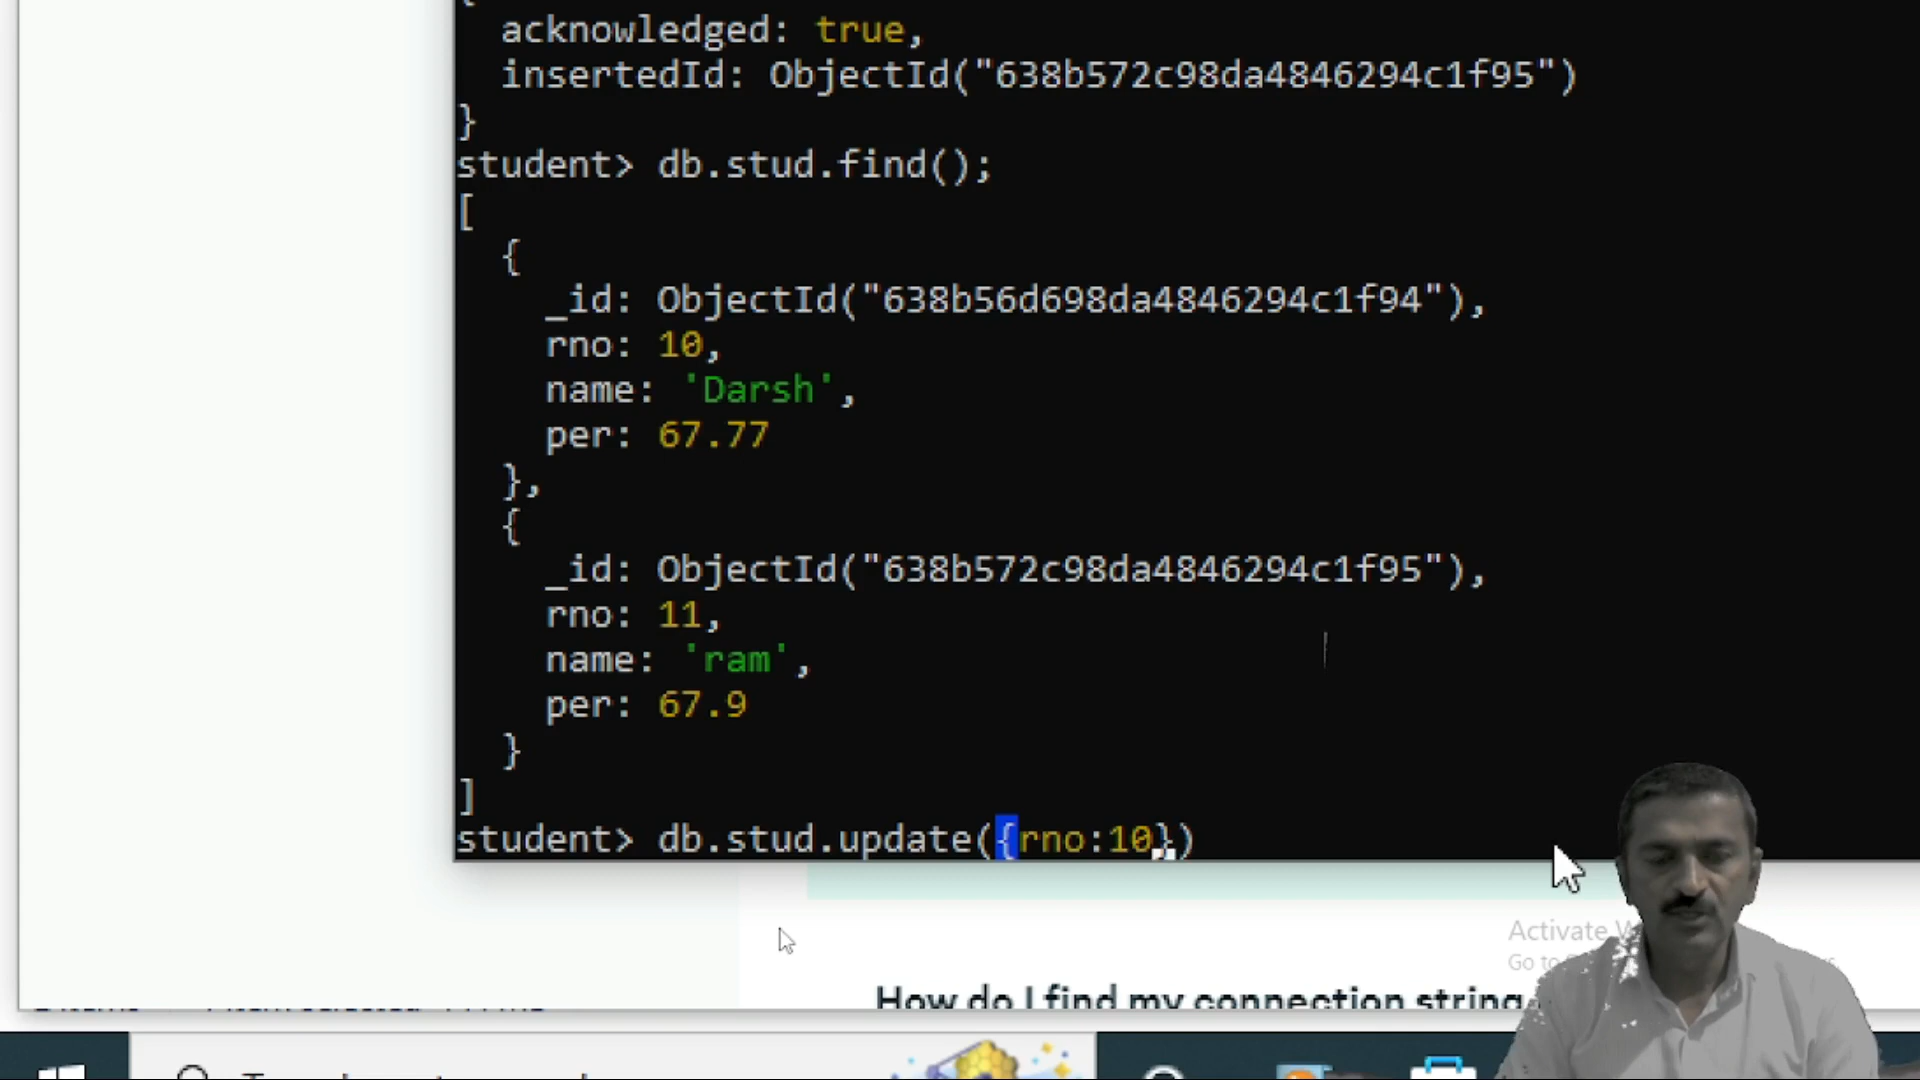 {
acknowledged: true,
insertedId: ObjectId("638b572c98da4846294c1f95")
}
student> db.stud.find();
[
{
_id: ObjectId("638b56d698da4846294c1f94"),
rno: 10,
name: 'Darsh',
per: 67.77
},
{
_id: ObjectId("638b572c98da4846294c1f95"),
rno: 11,
name: 'ram',
per: 67.9
}
]
student> db.stud.update({rno:10})
Activate
Go to
How do I find my connection string